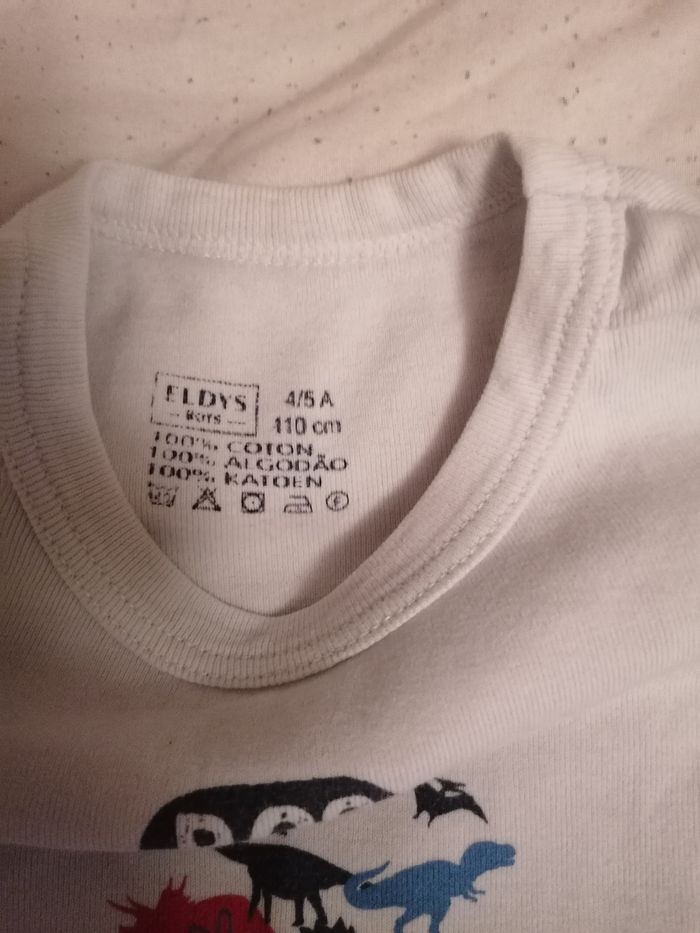 ELDYS
Boys
4/5 A
110 cm
100% COTON
100% ALGODÃO
100% KATOEN